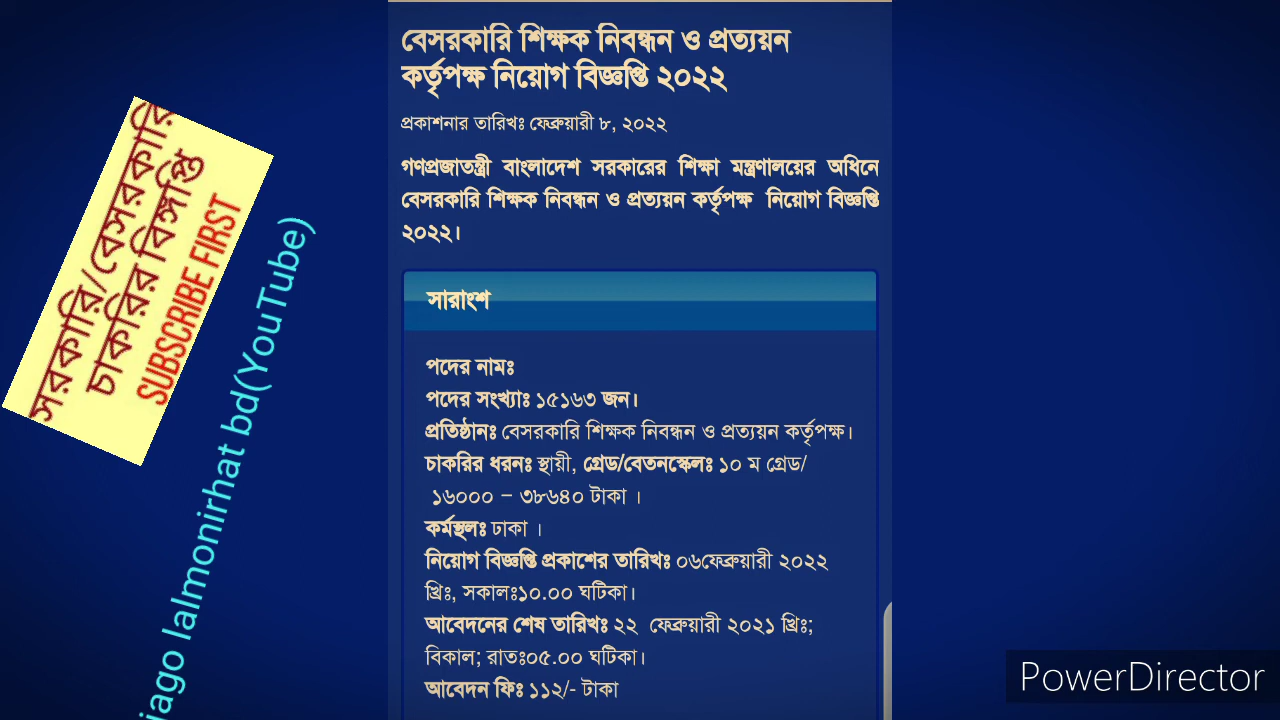 বেসরকারি শিক্ষক নিবন্ধন ও প্রত্যয়ন
কর্তৃপক্ষ নিয়োগ বিজ্ঞপ্তি ২০২২
প্রকাশনার তারিখঃ ফেব্রুয়ারী ৮, ২০২২
গণপ্রজাতন্ত্রী বাংলাদেশ সরকারের শিক্ষা মন্ত্রণালয়ের অধিনে
বেসরকারি শিক্ষক নিবন্ধন ও প্রত্যয়ন কর্তৃপক্ষ নিয়োগ বিজ্ঞপ্তি
২০২২।
সারাংশ
পদের নামঃ
পদের সংখ্যাঃ ১৫১৬৩ জন।
প্রতিষ্ঠানঃ বেসরকারি শিক্ষক নিবন্ধন ও প্রত্যয়ন কর্তৃপক্ষ।
চাকরির ধরনঃ স্থায়ী, গ্রেড/বেতনস্কেলঃ ১০ ম গ্রেড/
১৬০০০ – ৩৮৬৪০ টাকা ।
কর্মস্থলঃ ঢাকা ।
নিয়োগ বিজ্ঞপ্তি প্রকাশের তারিখঃ ০৬ফেব্রুয়ারী ২০২২
খ্রিঃ, সকালঃ১০.০০ ঘটিকা।
আবেদনের শেষ তারিখঃ ২২ ফেব্রুয়ারী ২০২১ খ্রিঃ;
বিকাল; রাতঃ০৫.০০ ঘটিকা।
আবেদন ফিঃ ১১২/- টাকা
সরকারি/বেসরকারি
চাকরির বিঙ্গপ্তি
SUBSCRIBE FIRST
jago lalmonirhat bd(YouTube)
PowerDirector